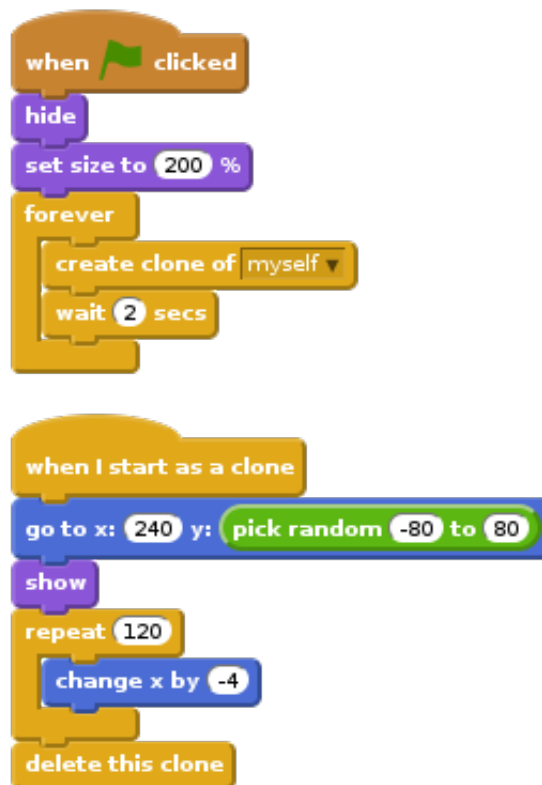 when clicked
hide
set size to 200 %
forever
create clone of myself
wait 2 secs
when I start as a clone
go to x: 240 y: pick random -80 to 80
show
repeat 120
change x by -4
delete this clone